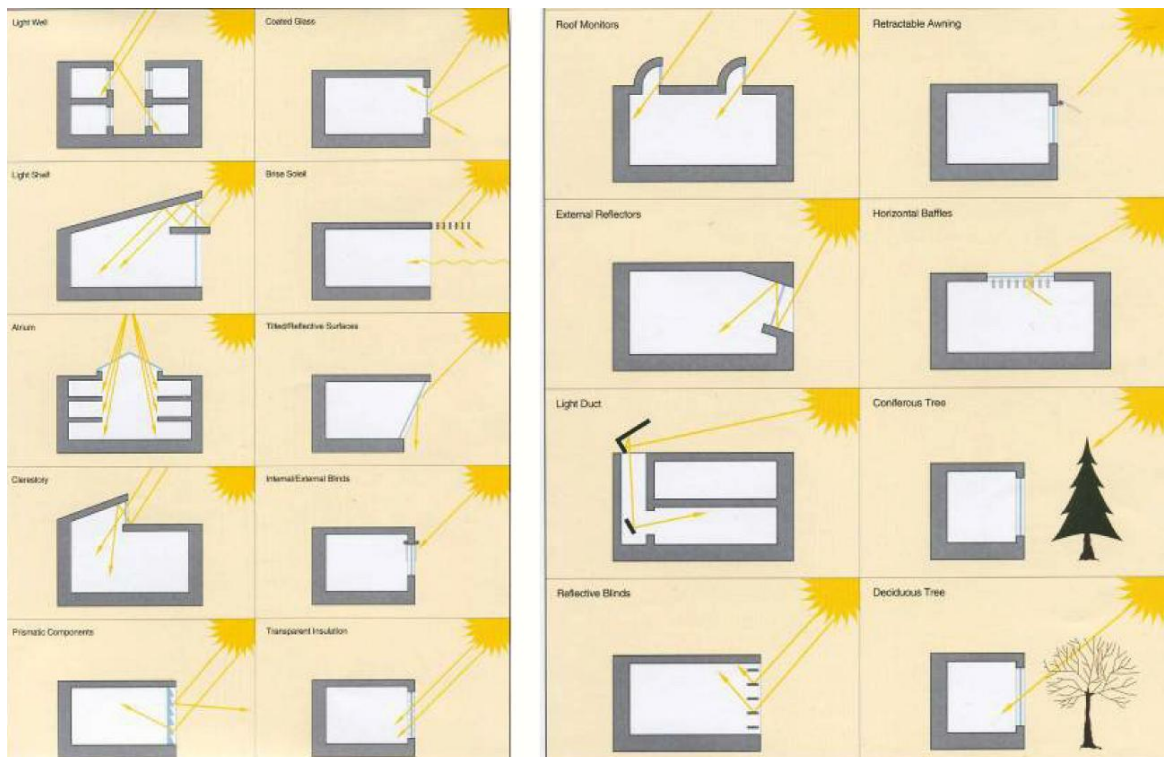 Light Well
Coated Glass
Light Shelf
Brise Soleil
Atrium
Tilted/Reflective Surfaces
Clerestory
Internal/External Blinds
Prismatic Components
Transparent Insulation
Roof Monitors
Retractable Awning
External Reflectors
Horizontal Baffles
Light Duct
Coniferous Tree
Reflective Blinds
Deciduous Tree